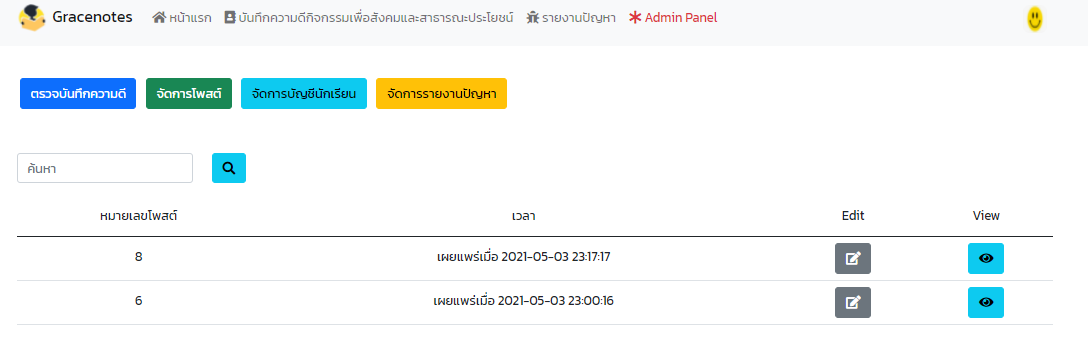 Gracenotes หน้าแรก บันทึกความดีกิจกรรมเพื่อสังคมและสาธารณะประโยชน์ รายงานปัญหา Admin Panel
ตรวจบันทึกความดี จัดการโพสต์ จัดการบัญชีนักเรียน จัดการรายงานปัญหา
ค้นหา
หมายเลขโพสต์ เวลา Edit View
8 เผยแพร่เมื่อ 2021-05-03 23:17:17
6 เผยแพร่เมื่อ 2021-05-03 23:00:16